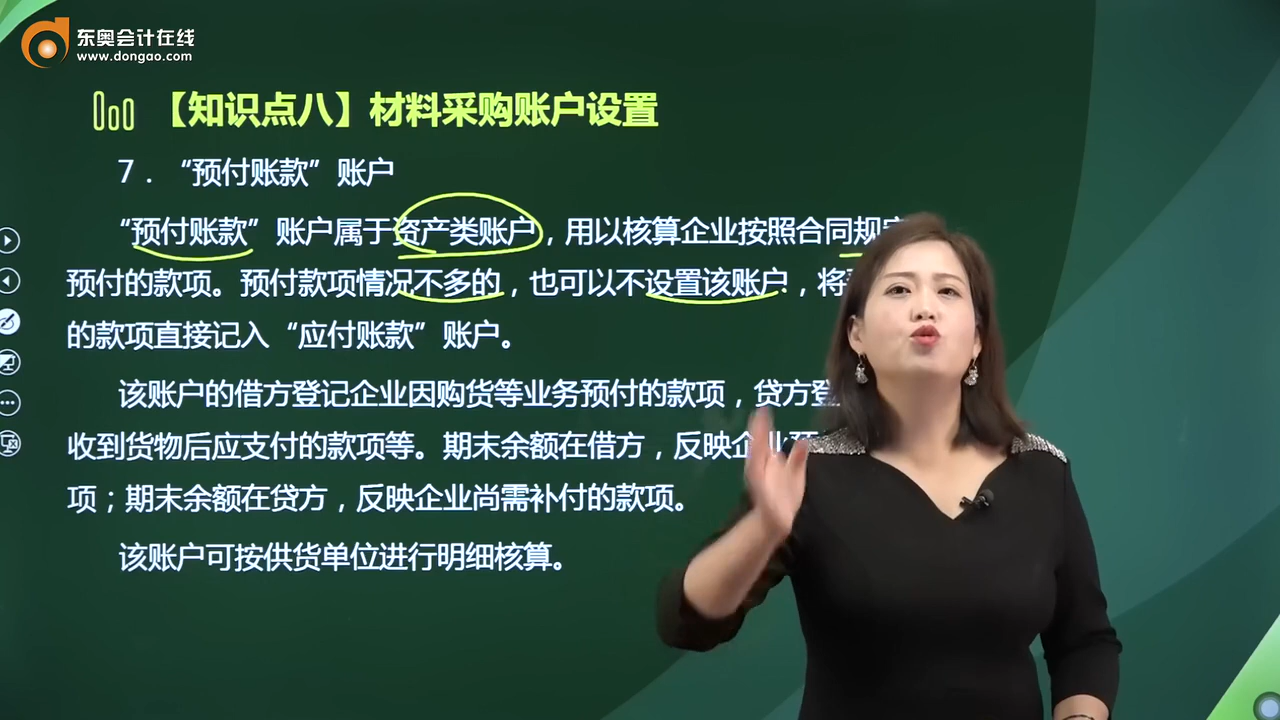 东奥会计在线
www.dongao.com
【知识点八】材料采购账户设置
7．“预付账款”账户
“预付账款”账户属于资产类账户，用以核算企业按照合同规
预付的款项。预付款项情况不多的，也可以不设置该账户，将
的款项直接记入“应付账款”账户。
该账户的借方登记企业因购货等业务预付的款项，贷方登
收到货物后应支付的款项等。期末余额在借方，反映企业预
项；期末余额在贷方，反映企业尚需补付的款项。
该账户可按供货单位进行明细核算。